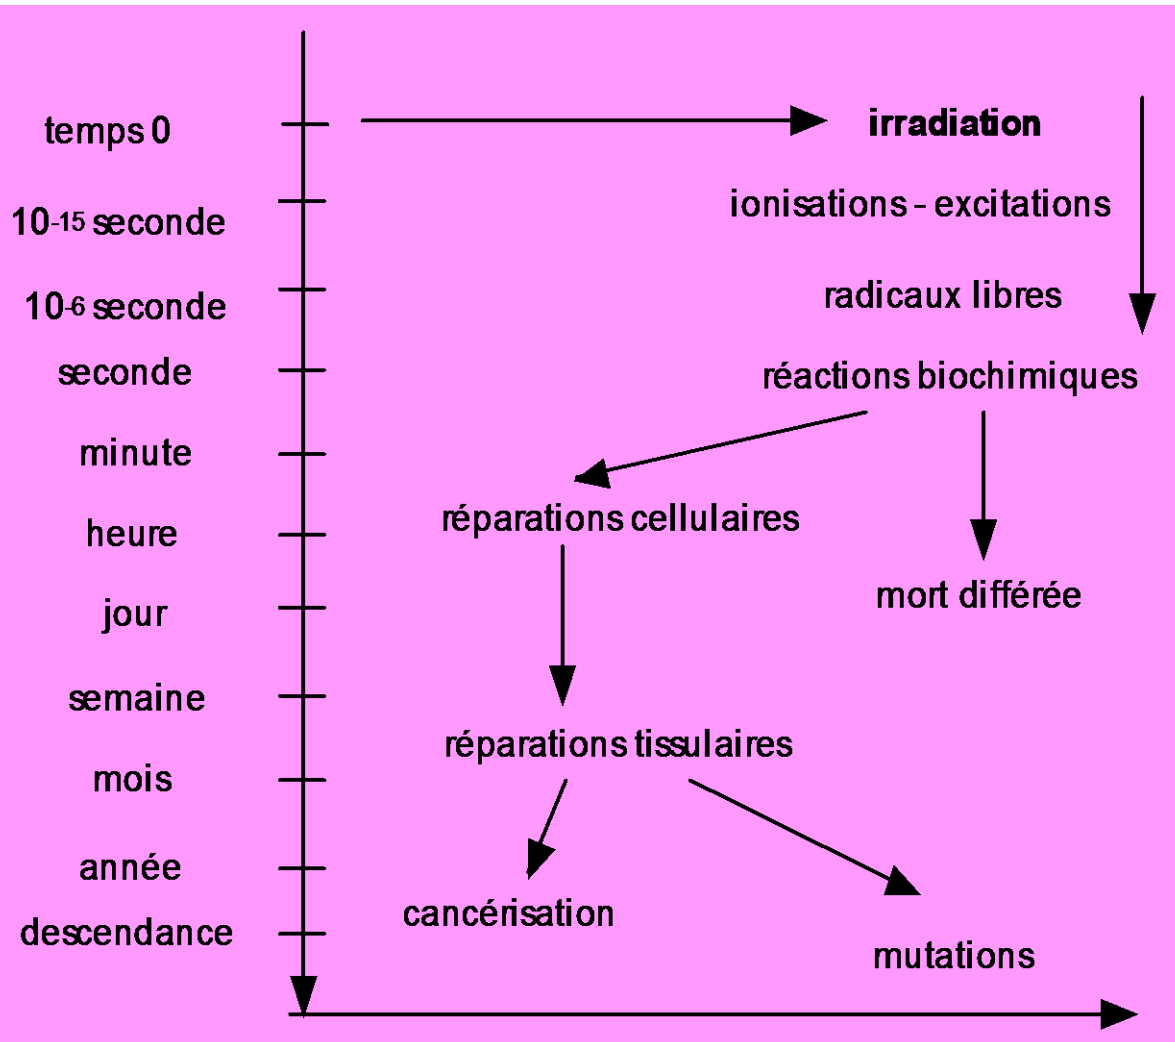 temps 0
irradiation
ionisations - excitations
10-15 seconde
radicaux libres
10-6 seconde
seconde
réactions biochimiques
minute
réparations cellulaires
heure
mort différée
jour
semaine
réparations tissulaires
mois
année
cancérisation
descendance
mutations